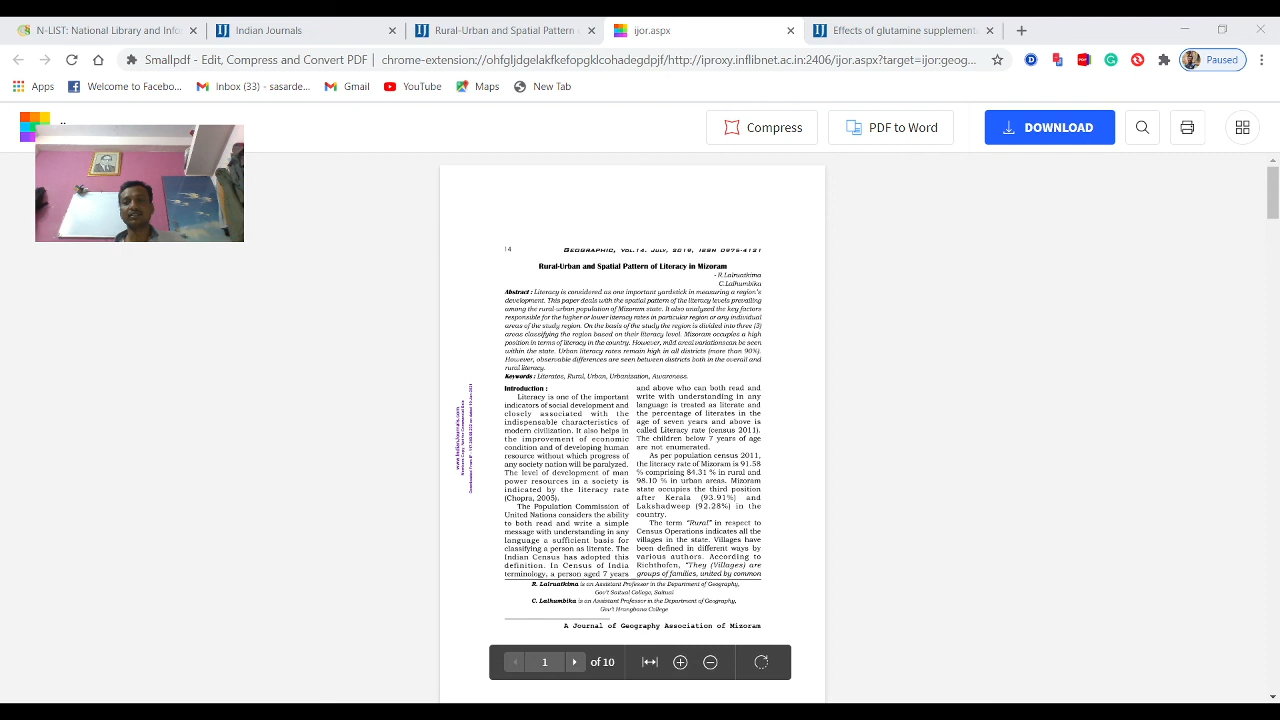 N-LIST: National Library and Info
Indian Journals
Rural-Urban and Spatial Pattern
ijor.aspx
Effects of glutamine supplement
Smallpdf - Edit, Compress and Convert PDF
ohfgljdgelakfkefopgklcohadegdpjf/http://iproxy.inflibnet.ac.in:2406/ijor.aspx?target=ijor:geog...
Paused
Apps
Welcome to Facebo...
Inbox (33) - sasarde...
Gmail
YouTube
Maps
New Tab
Compress
PDF to Word
DOWNLOAD
14
GEOGRAPHIC, VOL.14. JULY, 2019, ISSN 0975-4121
Rural-Urban and Spatial Pattern of Literacy in Mizoram
- R.Lalruatkima
C.Lalhumbika
Abstract : Literacy is considered as one important yardstick in measuring a region's
development. This paper deals with the spatial pattern of the literacy levels prevailing
among the rural-urban population of Mizoram state. It also analyzed the key factors
responsible for the higher or lower literacy rates in particular region or any individual
areas of the study region. On the basis of the study the region is divided into three (3)
areas classifying the region based on their literacy level. Mizoram occupies a high
position in terms of literacy in the country. However, mild areal variations can be seen
within the state. Urban literacy rates remain high in all districts (more than 90%).
However, observable differences are seen between districts both in the overall and
rural literacy.
Keywords : Literates, Rural, Urban, Urbanization, Awareness.
Introduction :
Literacy is one of the important
indicators of social development and
closely associated with the
indispensable characteristics of
modern civilization. It also helps in
the improvement of economic
condition and of developing human
resource without which progress of
any society nation will be paralyzed.
The level of development of man
power resources in a society is
indicated by the literacy rate
(Chopra, 2005).
The Population Commission of
United Nations considers the ability
to both read and write a simple
message with understanding in any
language a sufficient basis for
classifying a person as literate. The
Indian Census has adopted this
definition. In Census of India
terminology, a person aged 7 years
and above who can both read and
write with understanding in any
language is treated as literate and
the percentage of literates in the
age of seven years and above is
called Literacy rate (census 2011).
The children below 7 years of age
are not enumerated.
As per population census 2011,
the literacy rate of Mizoram is 91.58
% comprising 84.31 % in rural and
98.10 % in urban areas. Mizoram
state occupies the third position
after Kerala (93.91%) and
Lakshadweep (92.28%) in the
country.
The term "Rural" in respect to
Census Operations indicates all the
villages in the state. Villages have
been defined in different ways by
various authors. According to
Richthofen, "They (Villages) are
groups of families, united by common
R. Lalruatkima is an Assistant Professor in the Department of Geography,
Gov't Saitual College, Saitual
C. Lalhumbika is an Assistant Professor in the Department of Geography,
Gov't Hrangbana College
A Journal of Geography Association of Mizoram
www.IndianJournals.com
1
of 10